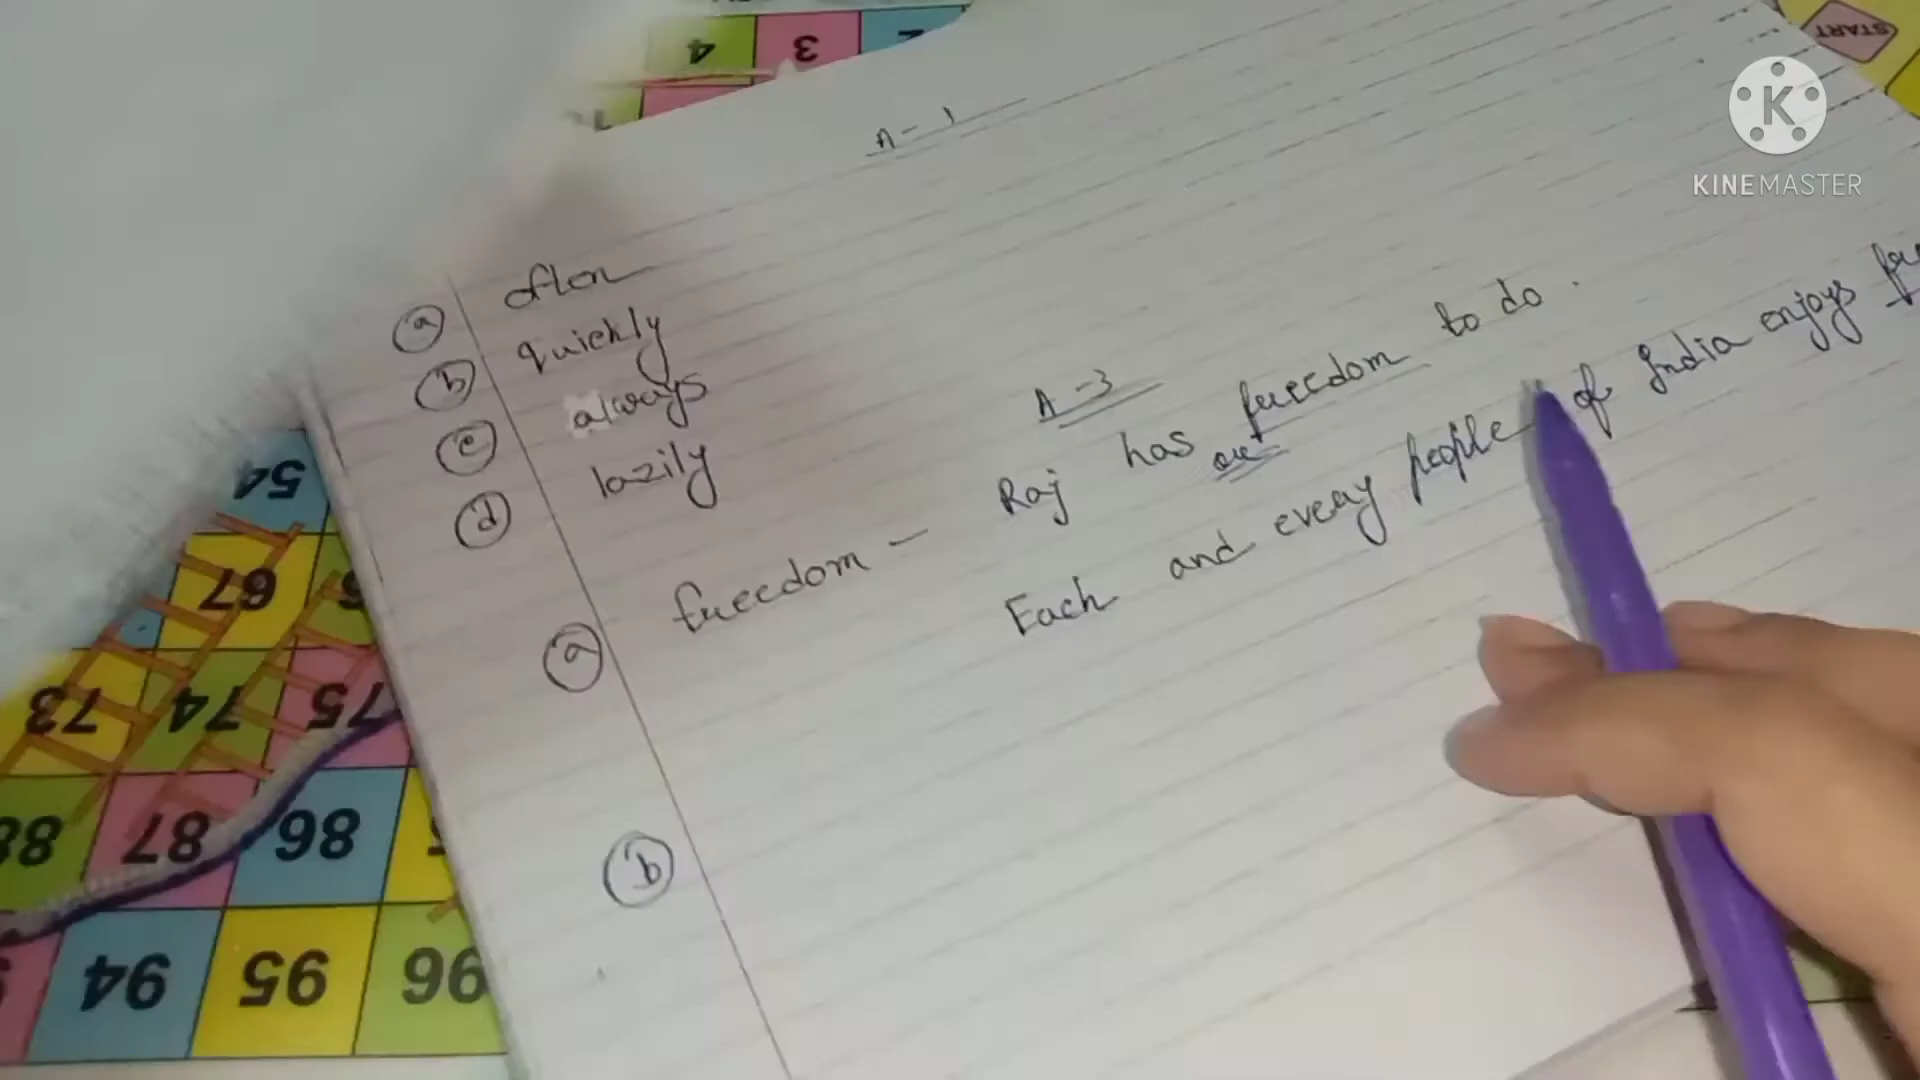 A-1
(a) often
(b) quickly
(c) always
(d) lazily
A-3
(a) freedom — Raj has freedom to do.
or
Each and every people of India enjoys
(b)
4 3
START
54
67
73 74 75
88 87 86
94 95 96
K
KINEMASTER